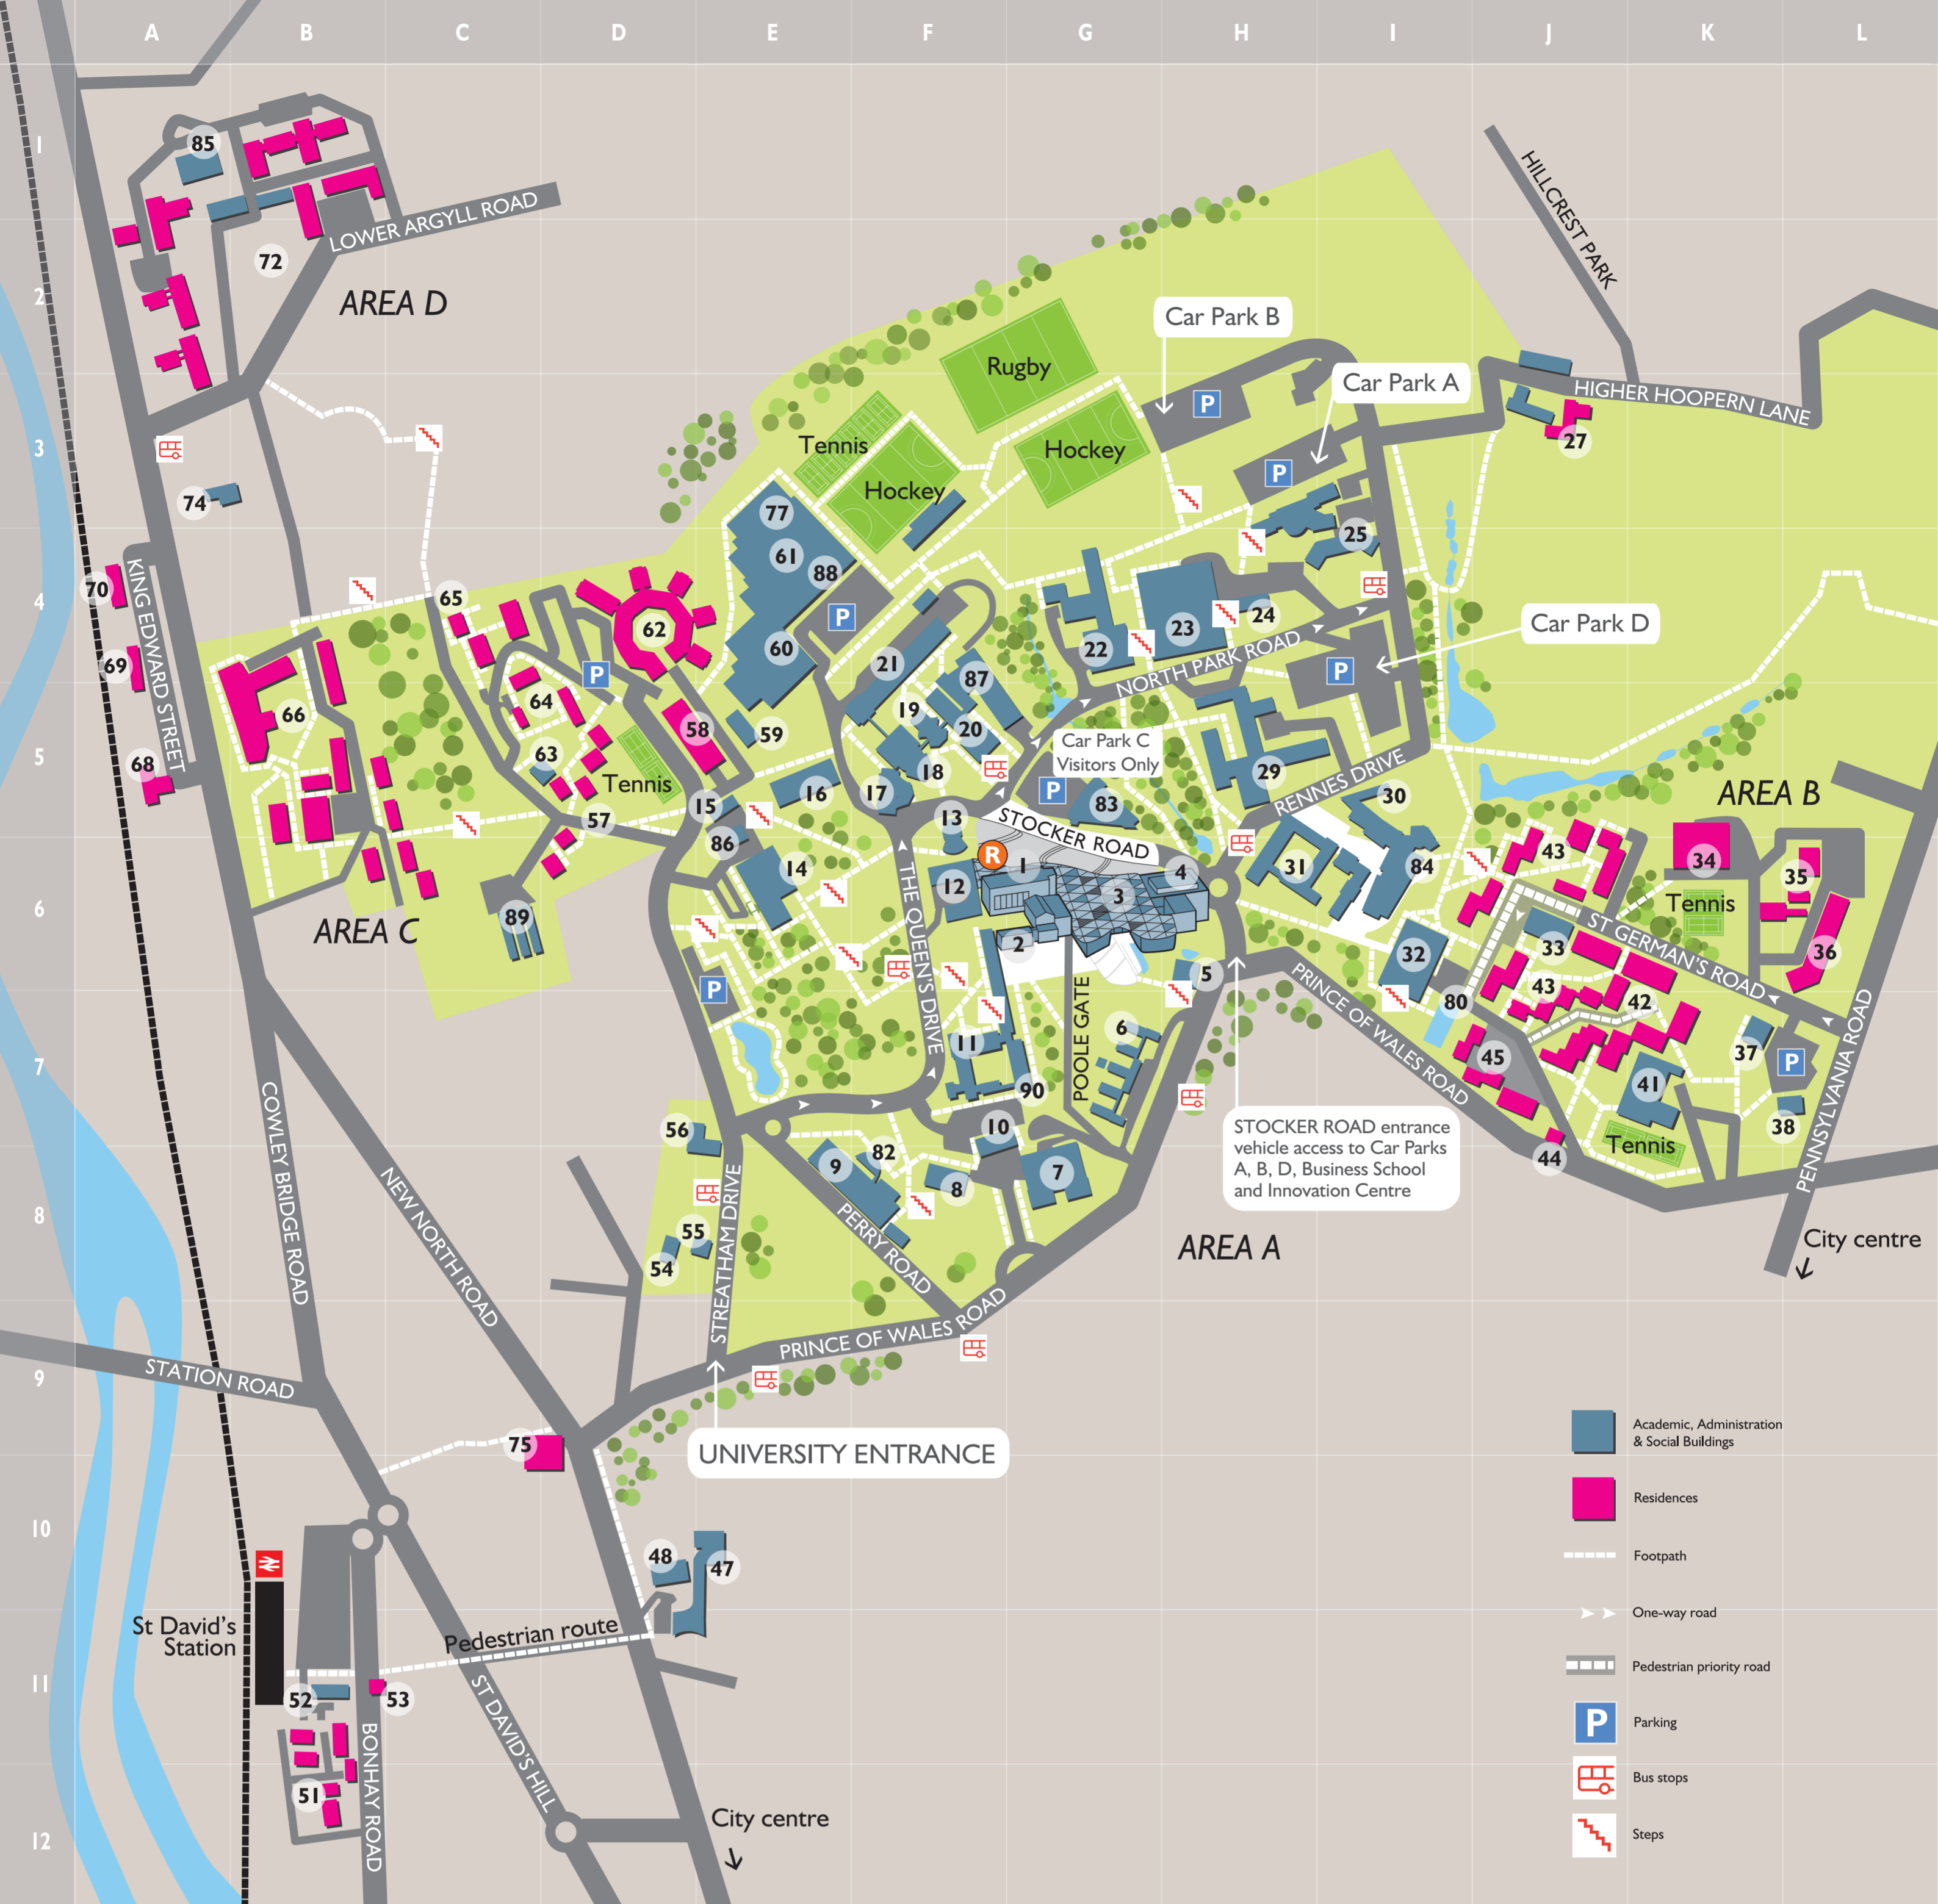 A B C D E F G H I J K L
1
2
3
4
5
6
7
8
9
10
11
12
85
72
LOWER ARGYLL ROAD
AREA D
HILLCREST PARK
Car Park B
Car Park A
Rugby
HIGHER HOOPERN LANE
P
27
Tennis
Hockey
Hockey
P
74
77
25
61
88
70
KING EDWARD STREET
65
P
24
Car Park D
62
23
60
22
69
21
NORTH PARK ROAD
P
P
87
64
66
19
58
59
20
Car Park C
Visitors Only
63
68
18
29
Tennis
16
17
P
83
RENNES DRIVE
30
AREA B
15
57
13
STOCKER ROAD
86
R
1
14
4
31
84
43
34
35
12
3
89
AREA C
THE QUEEN'S DRIVE
Tennis
ST GERMAN'S ROAD
2
32
33
36
5
P
PRINCE OF WALES ROAD
43
42
80
POOLE GATE
6
11
45
37
P
41
90
COWLEY BRIDGE ROAD
PENNSYLVANIA ROAD
56
10
38
STOCKER ROAD entrance
vehicle access to Car Parks
A, B, D, Business School
and Innovation Centre
Tennis
44
9
82
7
8
NEW NORTH ROAD
PERRY ROAD
STREATHAM DRIVE
55
54
AREA A
City centre
PRINCE OF WALES ROAD
STATION ROAD
75
UNIVERSITY ENTRANCE
Academic, Administration
& Social Buildings
Residences
Footpath
One-way road
Pedestrian priority road
P
Parking
Bus stops
Steps
48
47
St David's
Station
Pedestrian route
52
53
ST DAVID'S HILL
BONHAY ROAD
51
City centre